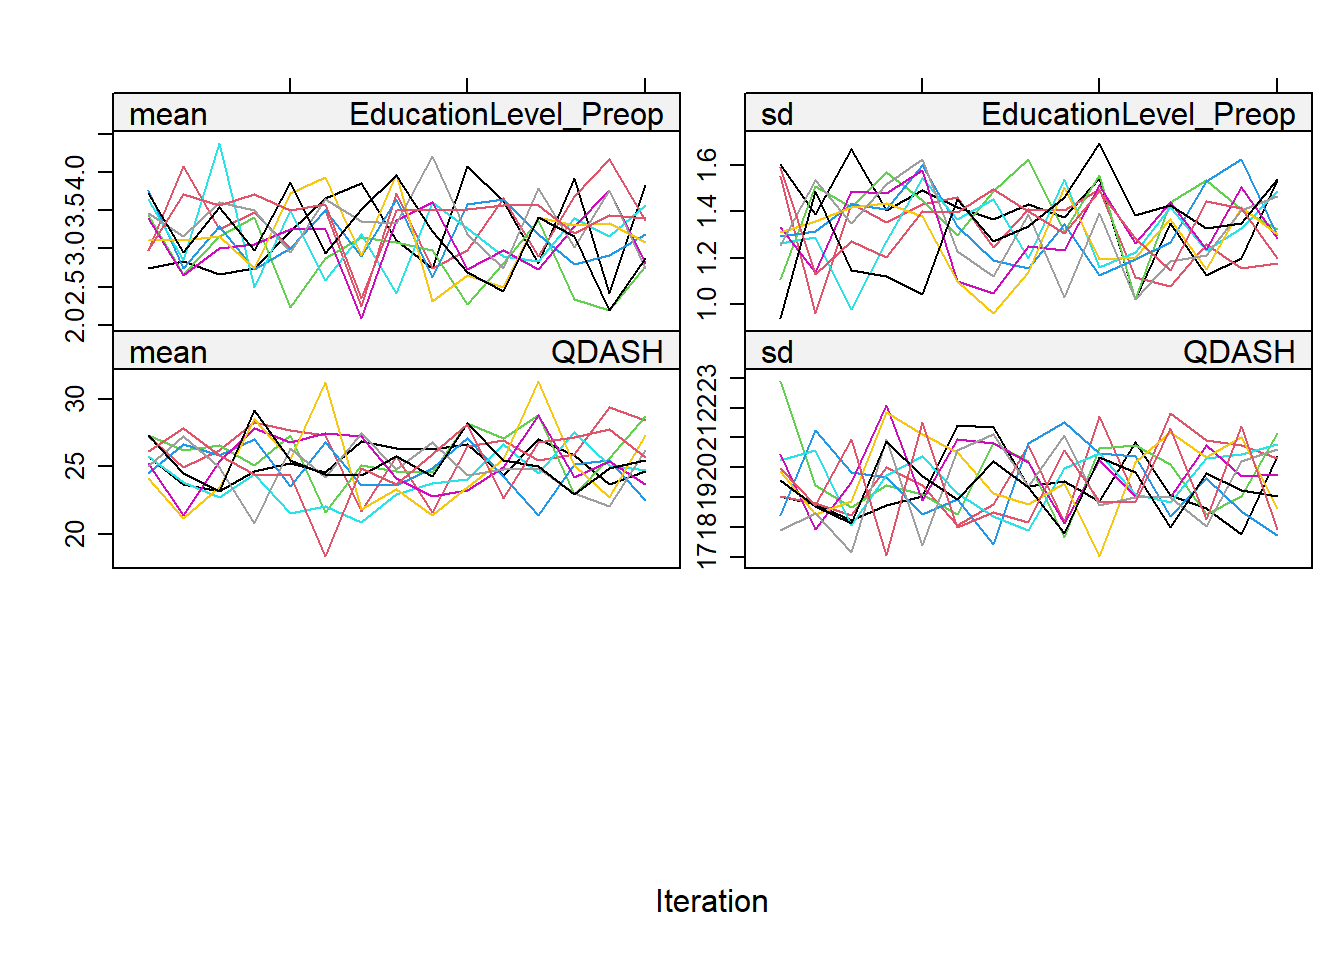 mean EducationLevel_Preop
sd EducationLevel_Preop
2.0 2.5 3.0 3.5 4.0
1.0 1.2 1.4 1.6
mean QDASH
sd QDASH
20 25 30
17 18 19 20 21 22 23
Iteration